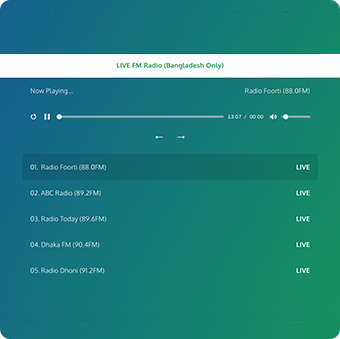 LIVE FM Radio (Bangladesh Only)
Now Playing... Radio Foorti (88.0FM)
13:07 / 00:00
01. Radio Foorti (88.0FM) LIVE
02. ABC Radio (89.2FM) LIVE
03. Radio Today (89.6FM) LIVE
04. Dhaka FM (90.4FM) LIVE
05. Radio Dhoni (91.2FM) LIVE